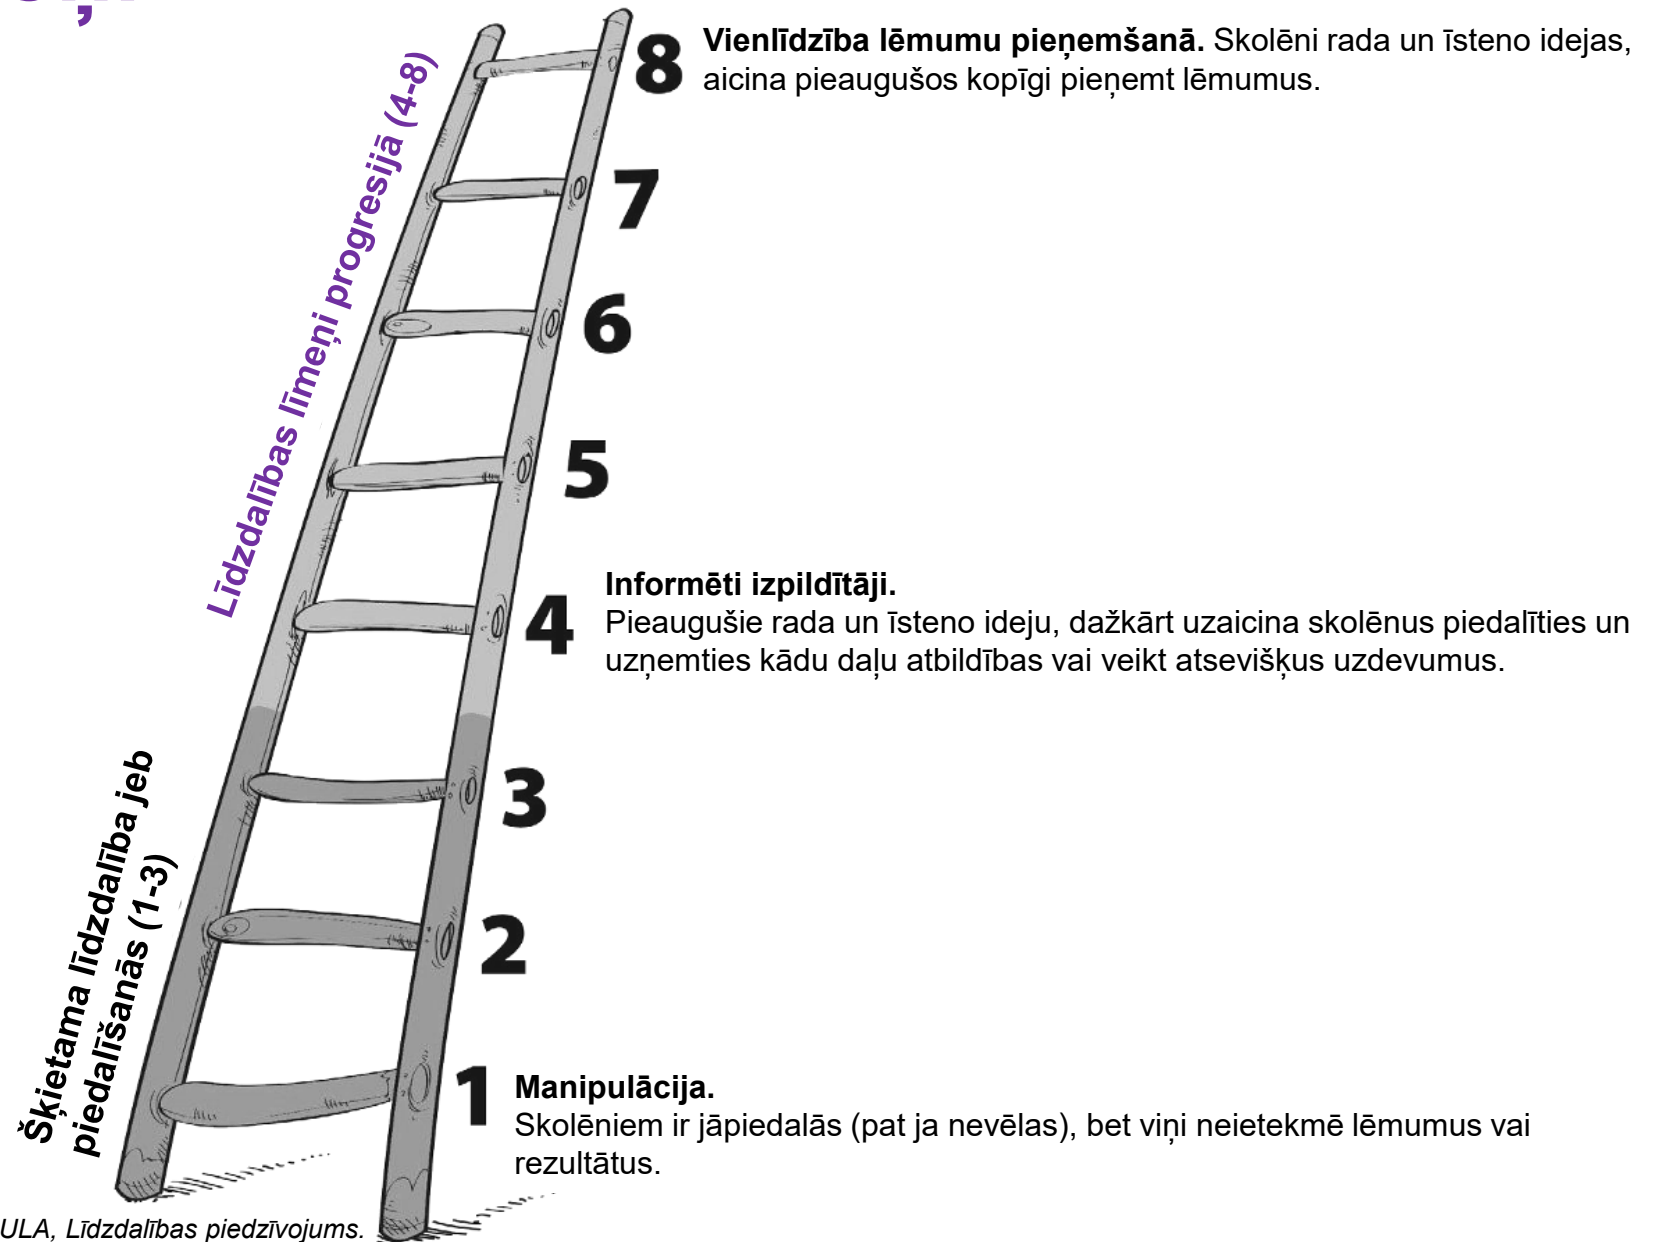 8
Vienlīdzība lēmumu pieņemšanā. Skolēni rada un īsteno idejas,
aicina pieaugušos kopīgi pieņemt lēmumus.
Līdzdalības līmeņi progresijā (4-8)
7
6
5
4
Informēti izpildītāji.
Pieaugušie rada un īsteno ideju, dažkārt uzaicina skolēnus piedalīties un
uzņemties kādu daļu atbildības vai veikt atsevišķus uzdevumus.
3
Šķietama līdzdalība jeb
piedalīšanās (1-3)
2
1
Manipulācija.
Skolēniem ir jāpiedalās (pat ja nevēlas), bet viņi neietekmē lēmumus vai
rezultātus.
ULA, Līdzdalības piedzīvojums.